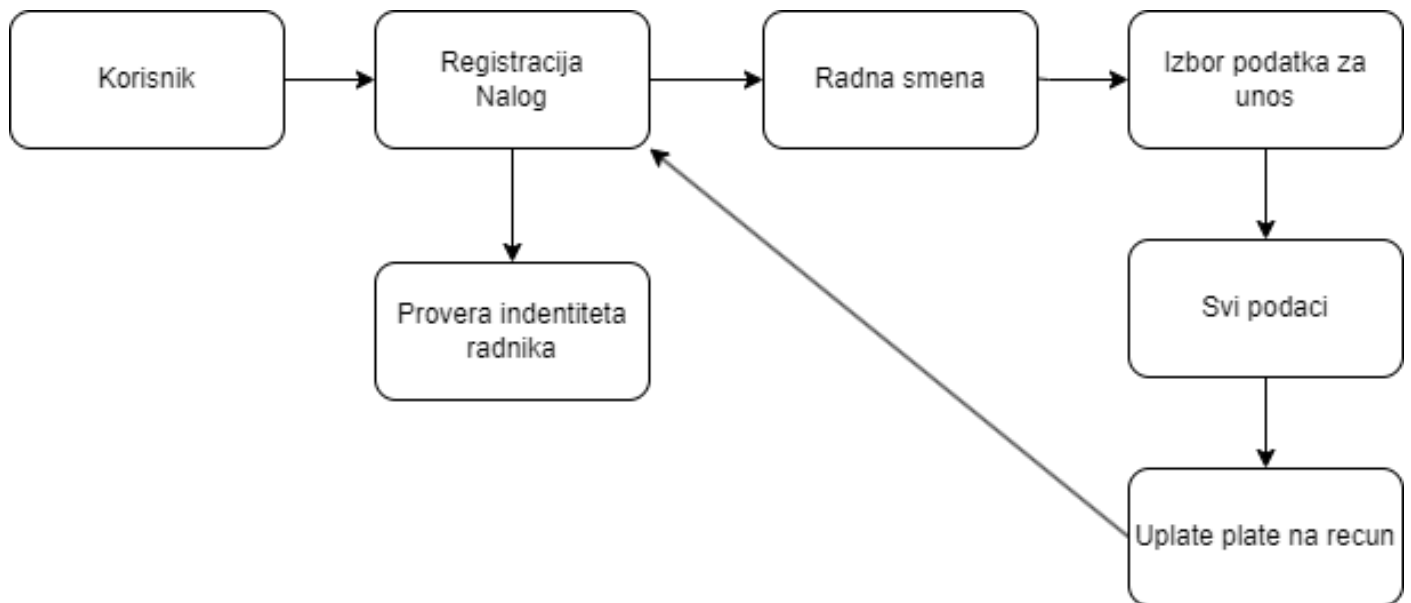 Korisnik
Registracija
Nalog
Radna smena
Izbor podatka za
unos
Provera indentiteta
radnika
Svi podaci
Uplate plate na recun